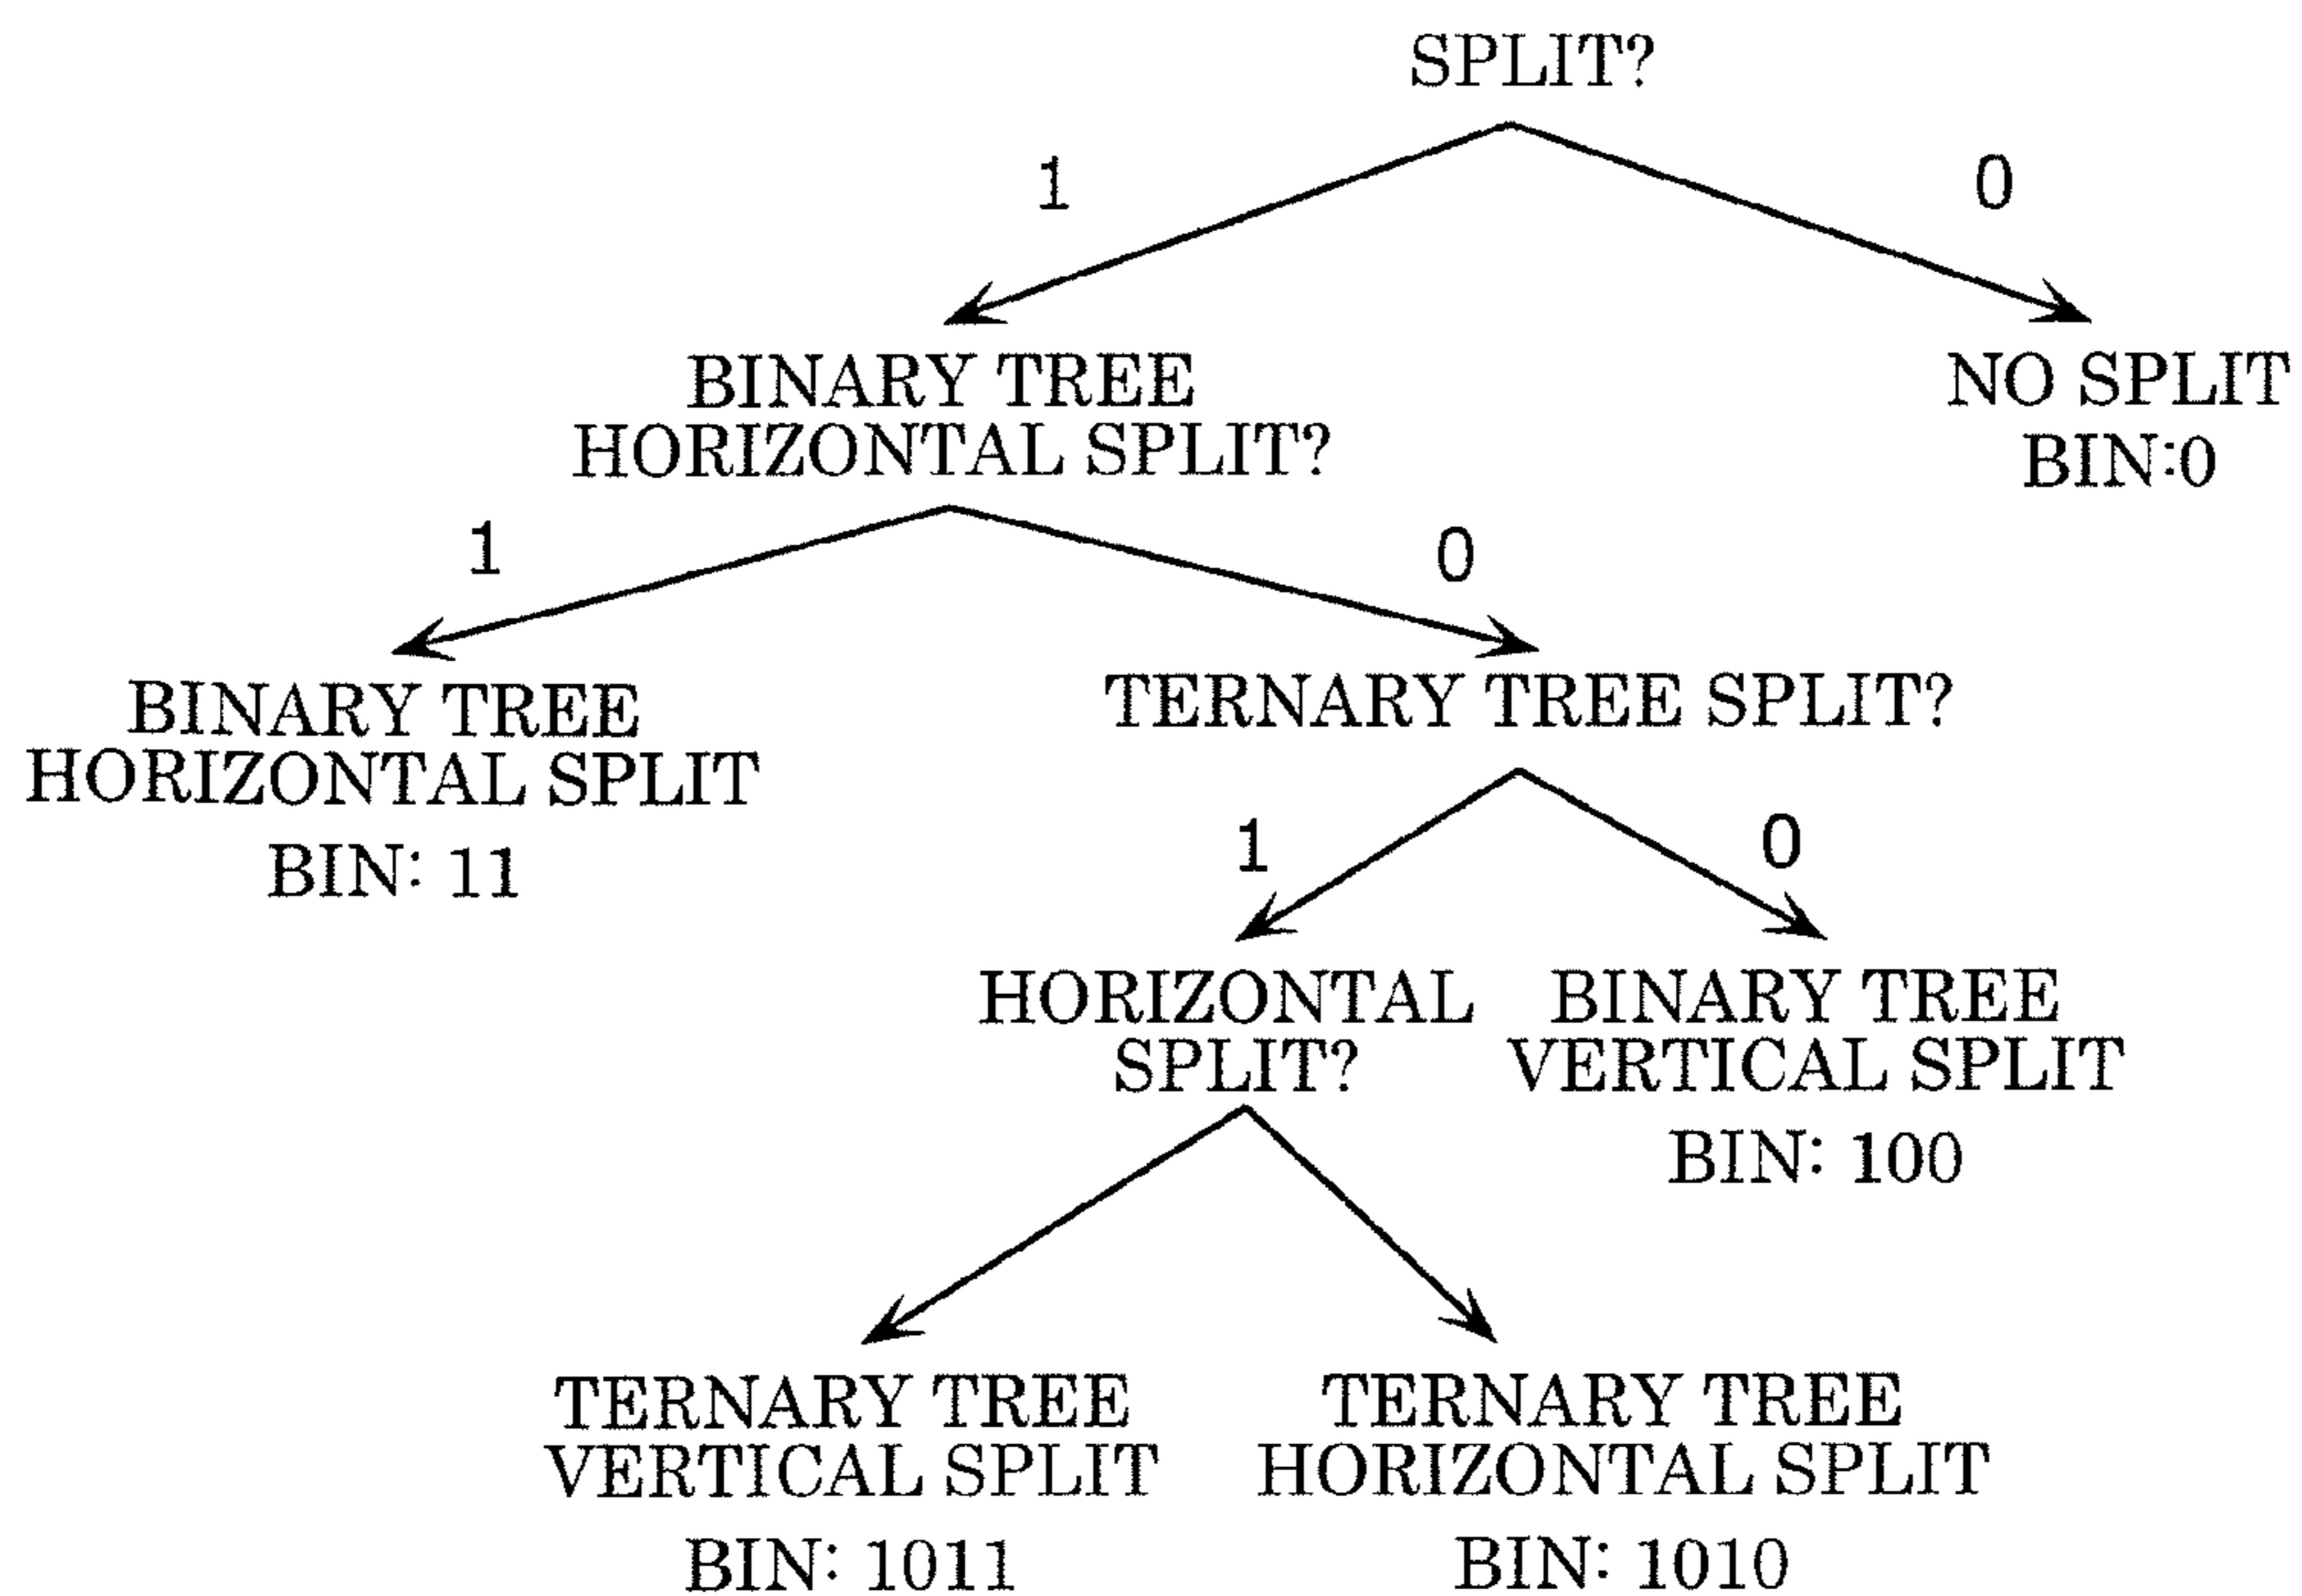 SPLIT?
1
0
BINARY TREE
HORIZONTAL SPLIT?
NO SPLIT
BIN:0
1
0
BINARY TREE
HORIZONTAL SPLIT
BIN: 11
TERNARY TREE SPLIT?
1
0
HORIZONTAL
SPLIT?
BINARY TREE
VERTICAL SPLIT
BIN: 100
TERNARY TREE
VERTICAL SPLIT
BIN: 1011
TERNARY TREE
HORIZONTAL SPLIT
BIN: 1010